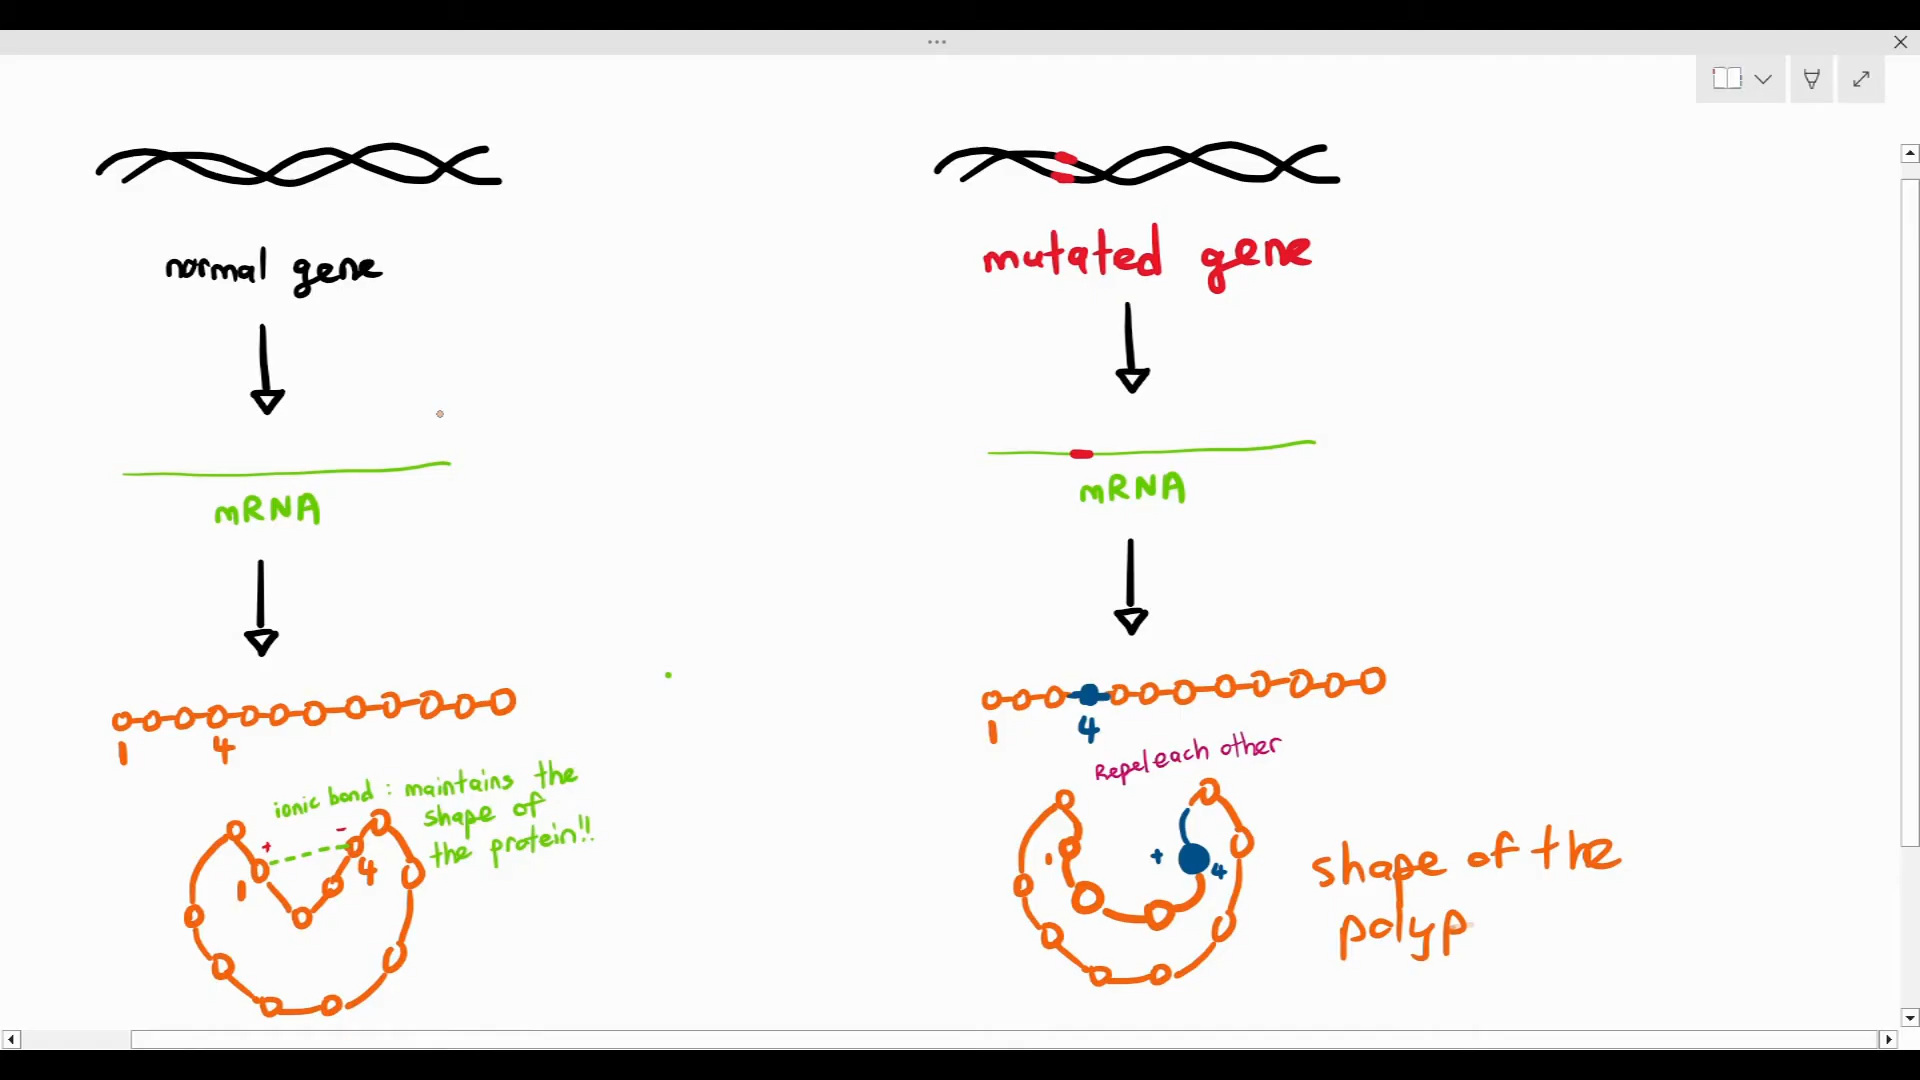 normal gene
mRNA
1 4
ionic bond : maintains the
shape of
the protein!!
+ -
1 4
mutated gene
mRNA
1 4
Repel each other
1 + 4
shape of the
polyp